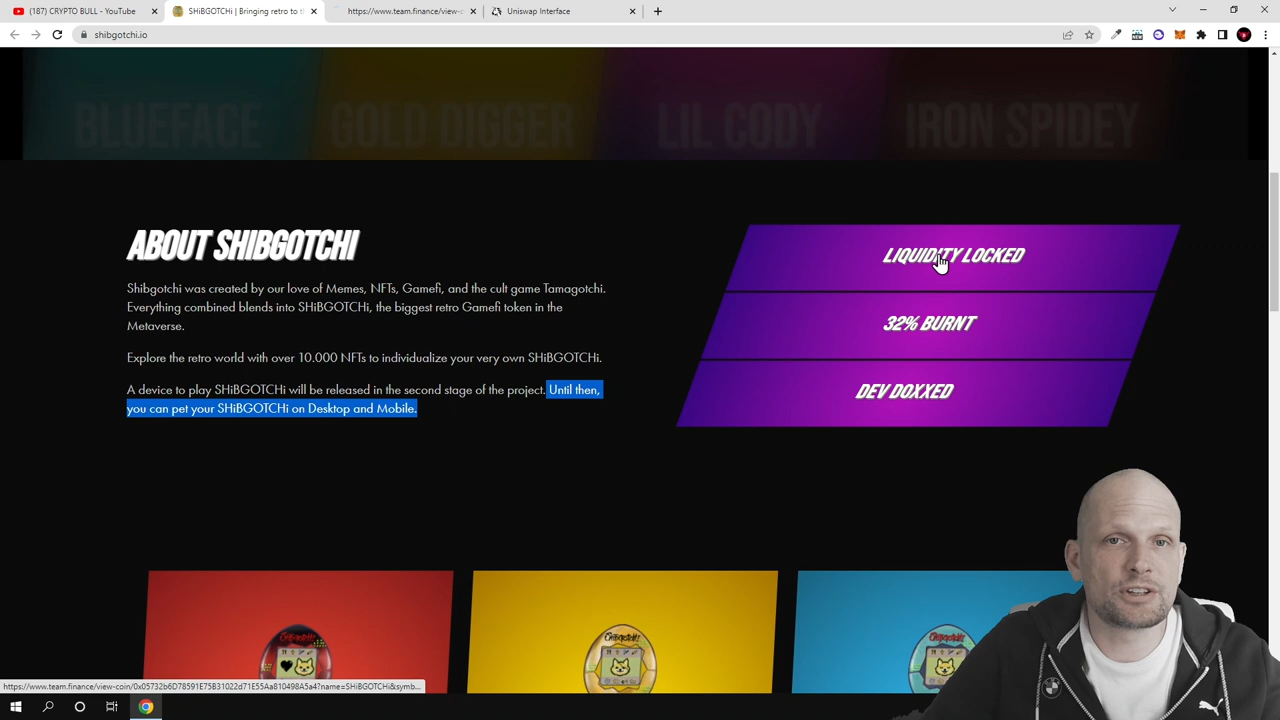 (187) CRYPTO BULL - YouTube
SHiBGOTCHi | Bringing retro to th
https://www.team.finance/view-c
Uniswap Interface
shibgotchi.io
BLUEFACE
GOLD DIGGER
LIL CODY
IRON SPIDEY
ABOUT SHIBGOTCHI
Shibgotchi was created by our love of Memes, NFTs, Gamefi, and the cult game Tamagotchi.
Everything combined blends into SHiBGOTCHi, the biggest retro Gamefi token in the
Metaverse.
Explore the retro world with over 10.000 NFTs to individualize your very own SHiBGOTCHi.
A device to play SHiBGOTCHi will be released in the second stage of the project. Until then,
you can pet your SHiBGOTCHi on Desktop and Mobile.
LIQUIDITY LOCKED
32% BURNT
DEV DOXXED
Shibgotchi!
Shibgotchi!
Shibgotchi!
https://www.team.finance/view-coin/0x05732b6D78591E75B31022d71E55Aa810498A5a4?name=SHiBGOTCHi&symb...